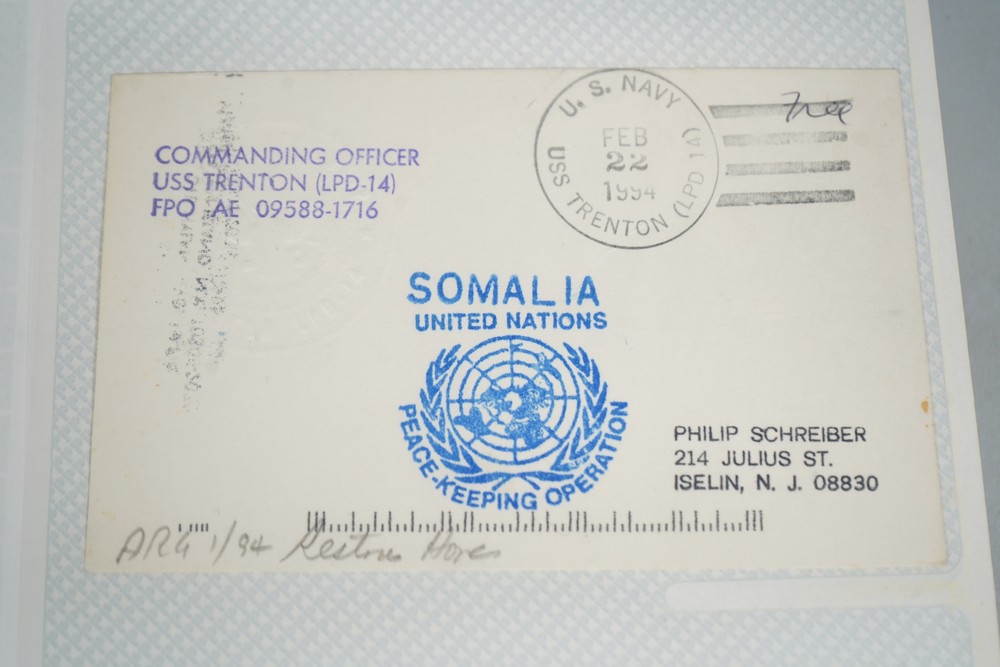 COMMANDING OFFICER
USS TRENTON (LPD-14)
FPO AE 09588-1716
U. S. NAVY
FEB
22
1994
USS TRENTON (LPD 14)
Free
SOMALIA
UNITED NATIONS
PEACE-KEEPING OPERATION
PHILIP SCHREIBER
214 JULIUS ST.
ISELIN, N. J. 08830
ARG 1/94 Restore Hope